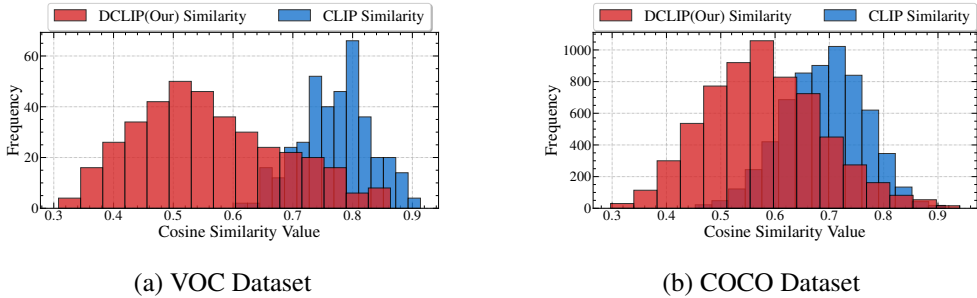 DCLIP(Our) Similarity CLIP Similarity
Frequency
60
40
20
0
0.3 0.4 0.5 0.6 0.7 0.8 0.9
Cosine Similarity Value
(a) VOC Dataset
DCLIP(Our) Similarity CLIP Similarity
Frequency
1000
800
600
400
200
0
0.3 0.4 0.5 0.6 0.7 0.8 0.9
Cosine Similarity Value
(b) COCO Dataset